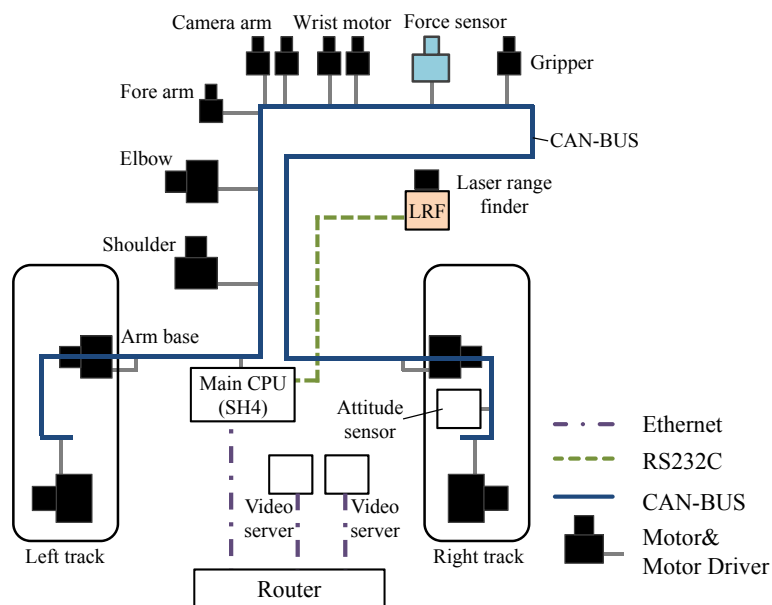 Camera arm
Wrist motor
Force sensor
Gripper
Fore arm
CAN-BUS
Elbow
Laser range
finder
LRF
Shoulder
Arm base
Main CPU
(SH4)
Attitude
sensor
Ethernet
RS232C
CAN-BUS
Motor&
Motor Driver
Video
server
Video
server
Left track
Right track
Router